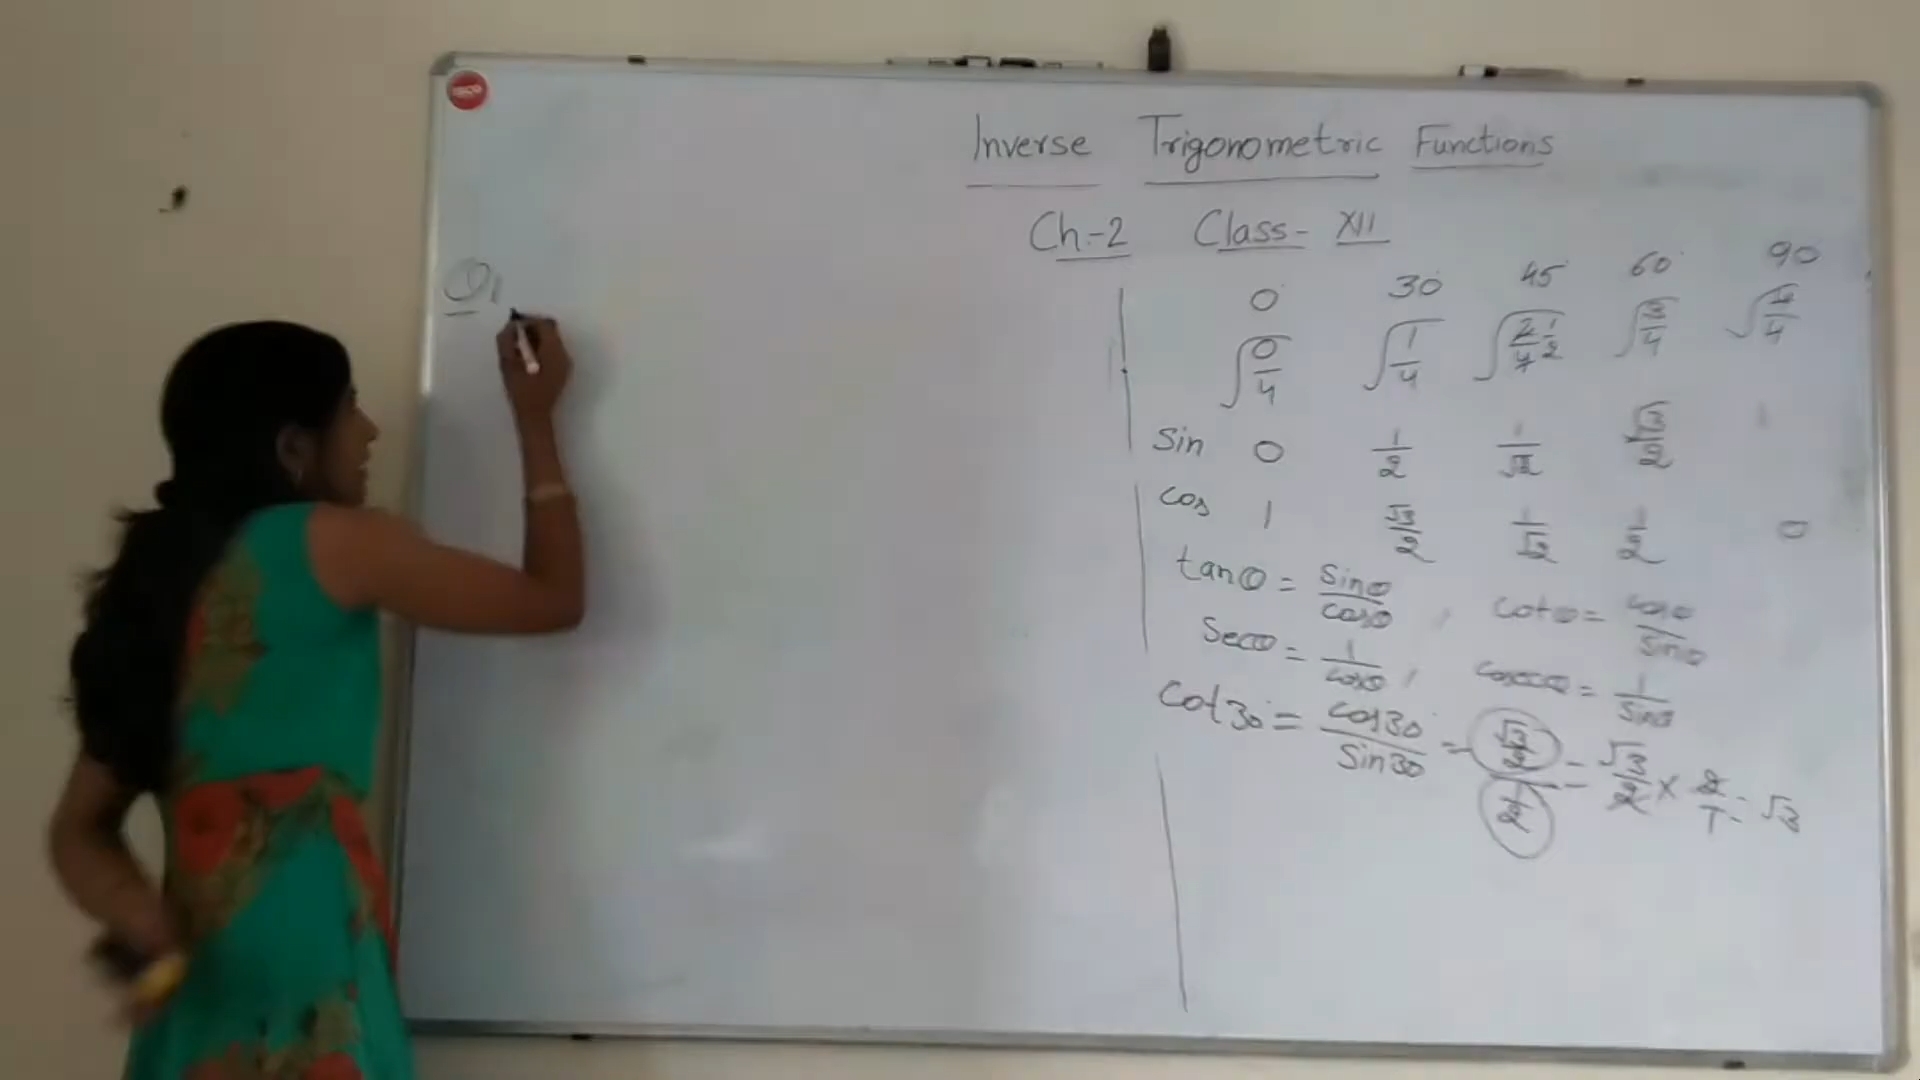 Inverse Trigonometric Functions
Ch.-2 Class- XII
Q1
0 30° 45° 60° 90
√0/4 √1/4 √2/4 1/2 √3/4 √4/4
Sin 0 1/2 1/√2 √3/2
cos 1 √3/2 1/√2 1/2 0
tanθ = Sinθ/cosθ , cotθ = cosθ/sinθ
Secθ = 1/cosθ , cosecθ = 1/Sinθ
Cot30° = Cos30°/Sin30 = √3/2 / 1/2 = √3/2 × 2/1 = √3